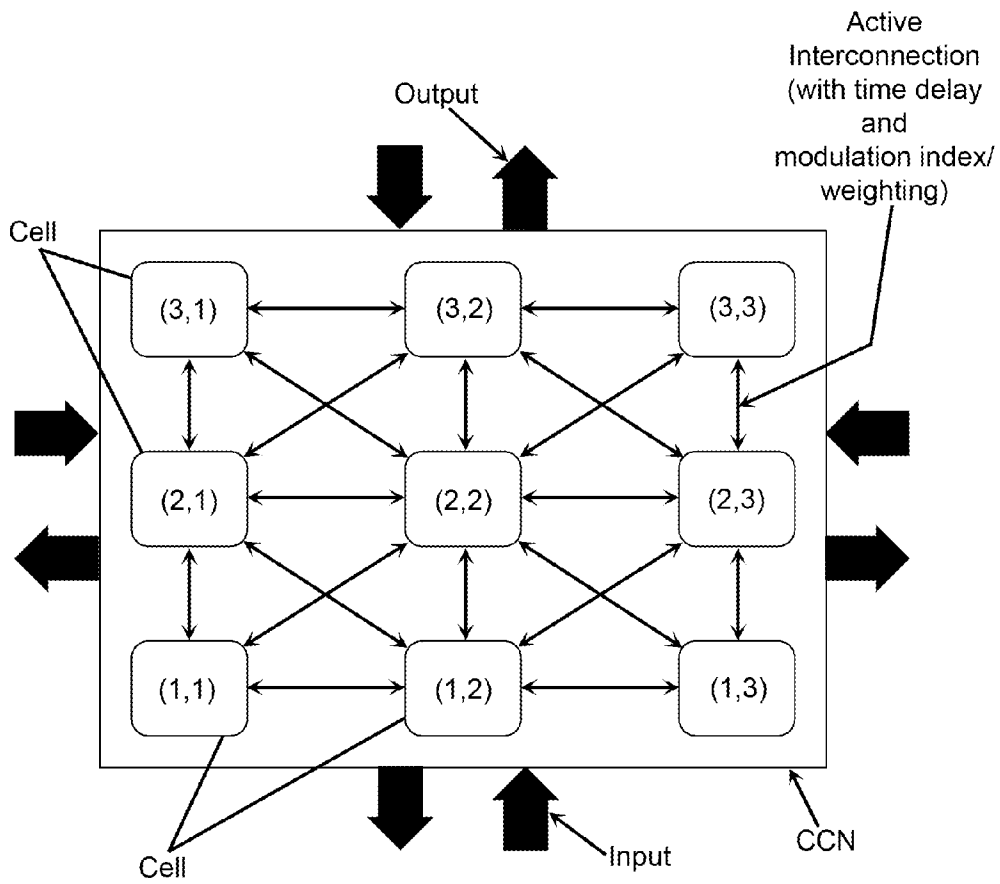 Active
Interconnection
(with time delay
and
modulation index/
weighting)
Output
Cell
(3,1)
(3,2)
(3,3)
(2,1)
(2,2)
(2,3)
(1,1)
(1,2)
(1,3)
CCN
Input
Cell